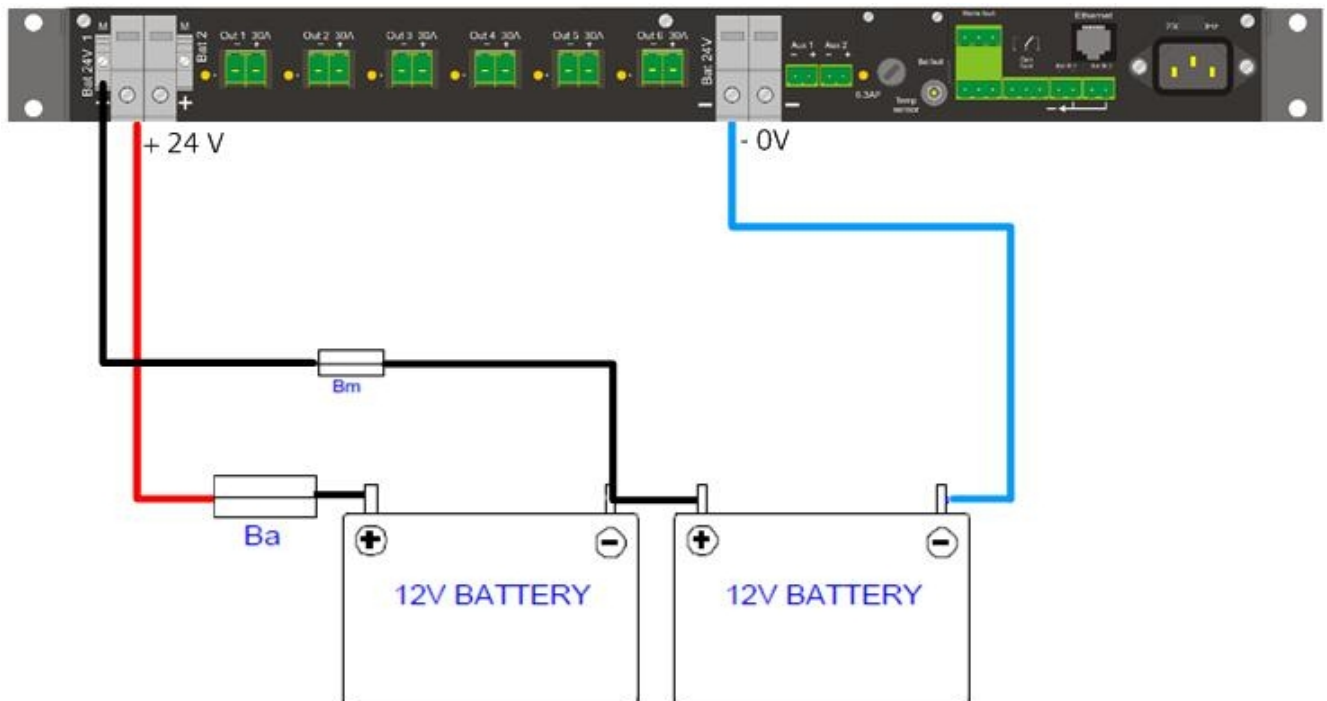 M
Bat 24V 1
+
M
Bat 2
+
Out 1 30A
- +
Out 2 30A
- +
Out 3 30A
- +
Out 4 30A
- +
Out 5 30A
- +
Out 6 30A
- +
Bat 24V
-
-
Aux 1
- +
Aux 2
- +
6.3AF
Bat fault
Temp
sensor
Mains fault
Ethernet
+ 24 V
- 0V
Bm
Ba
+
-
12V BATTERY
+
-
12V BATTERY